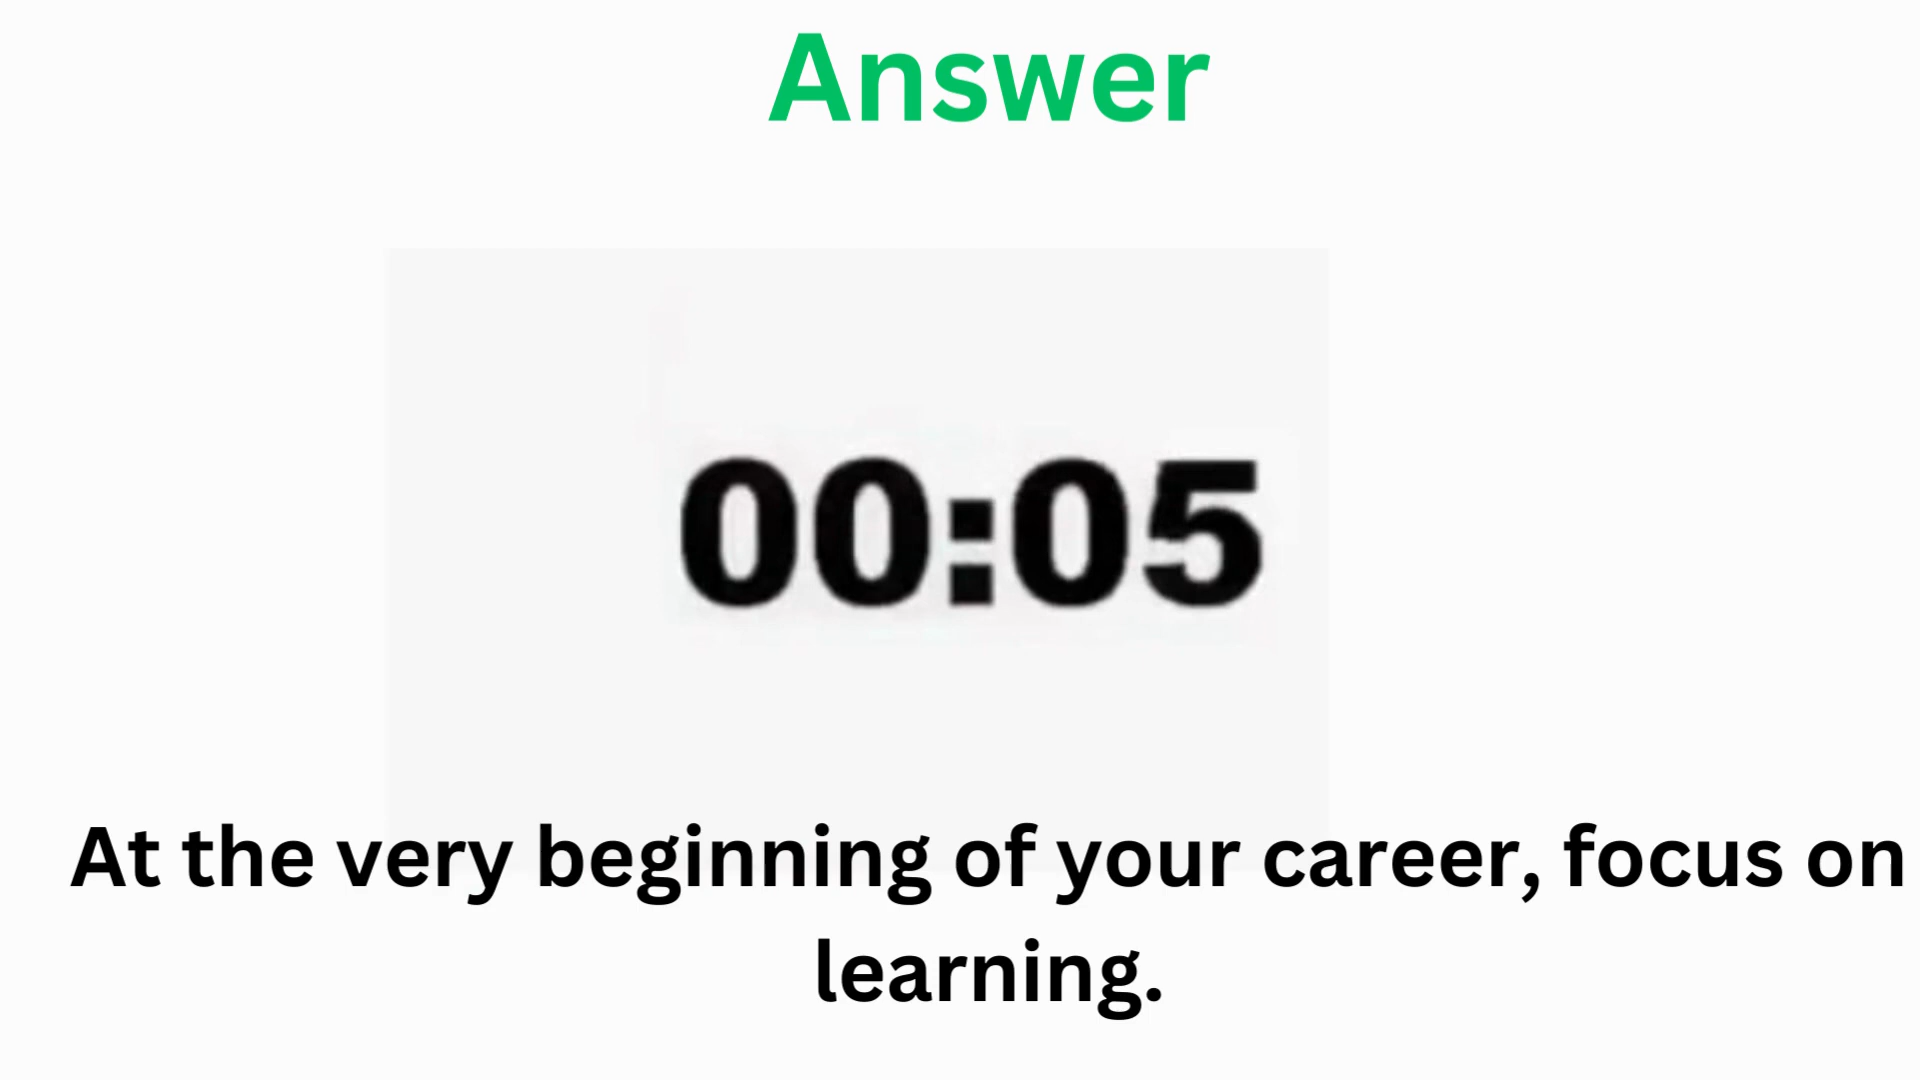 Answer
00:05
At the very beginning of your career, focus on
learning.